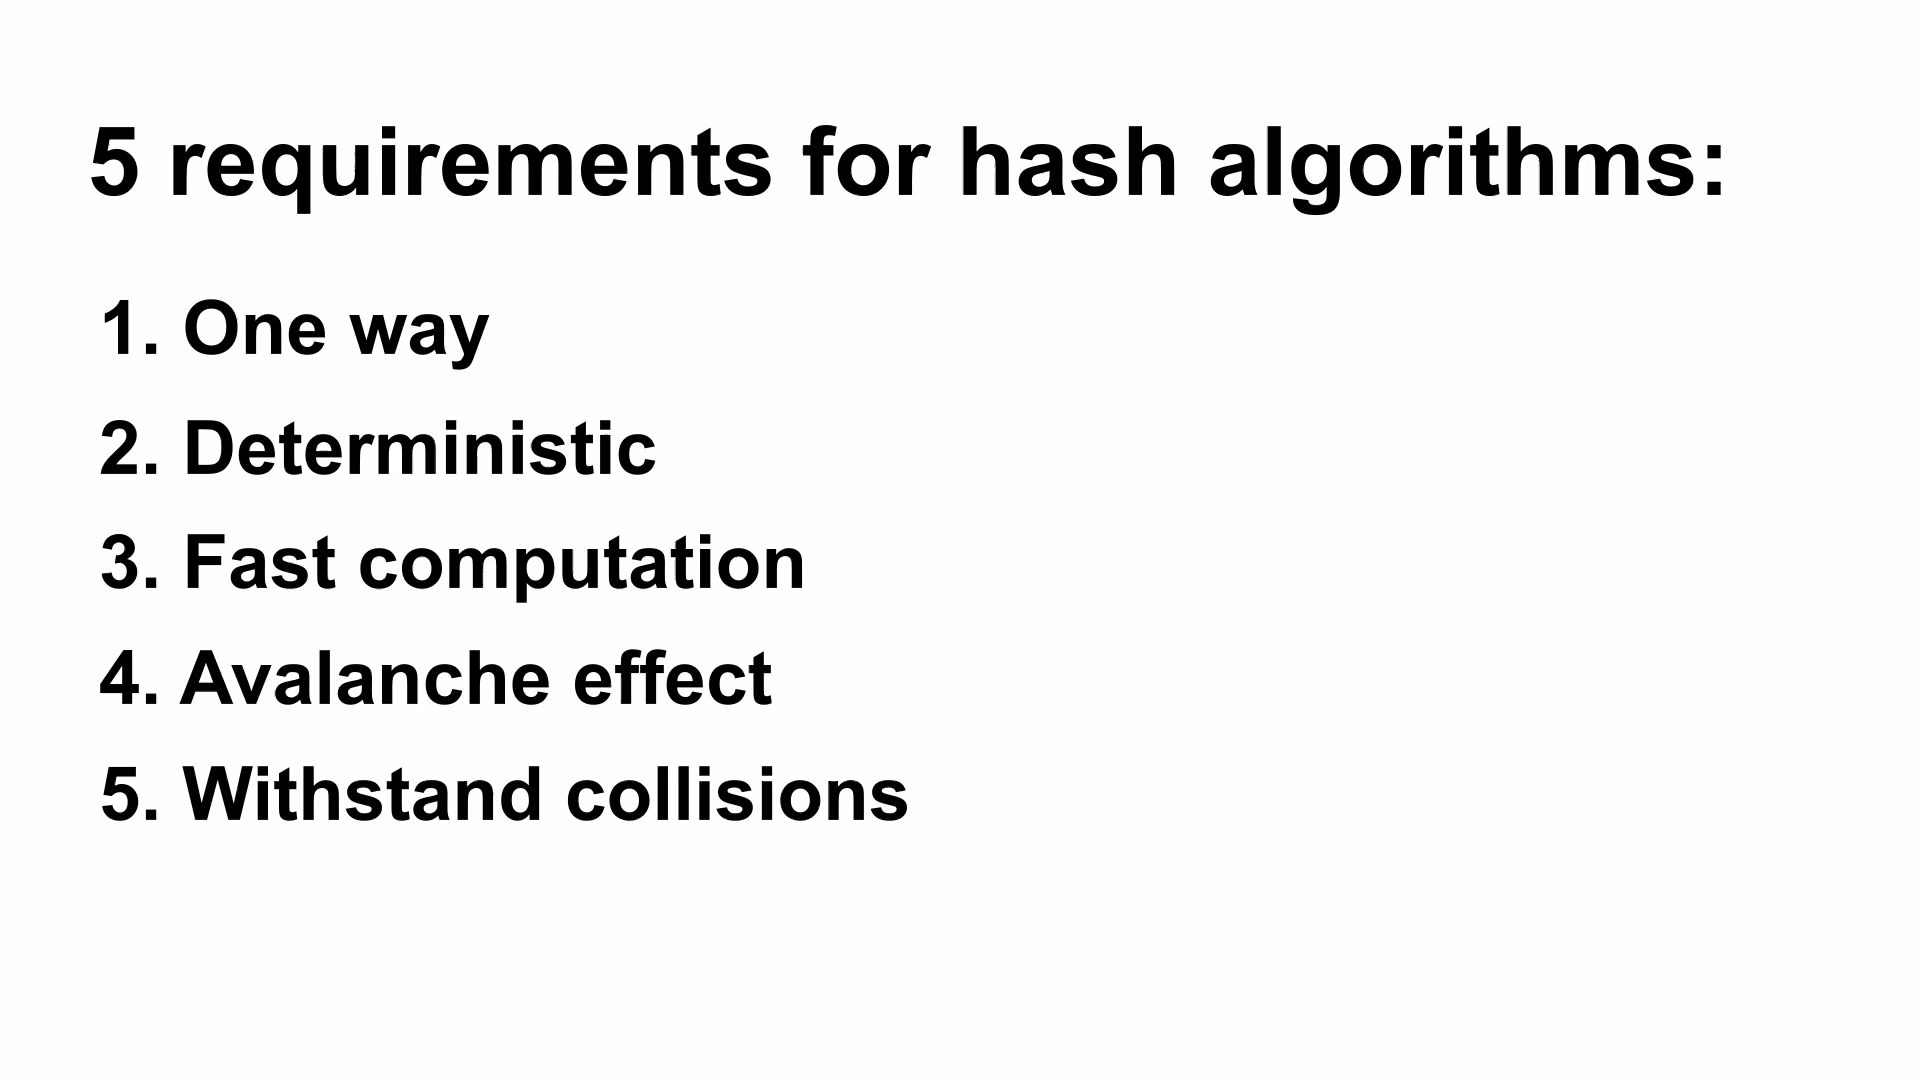 5 requirements for hash algorithms:
1. One way
2. Deterministic
3. Fast computation
4. Avalanche effect
5. Withstand collisions